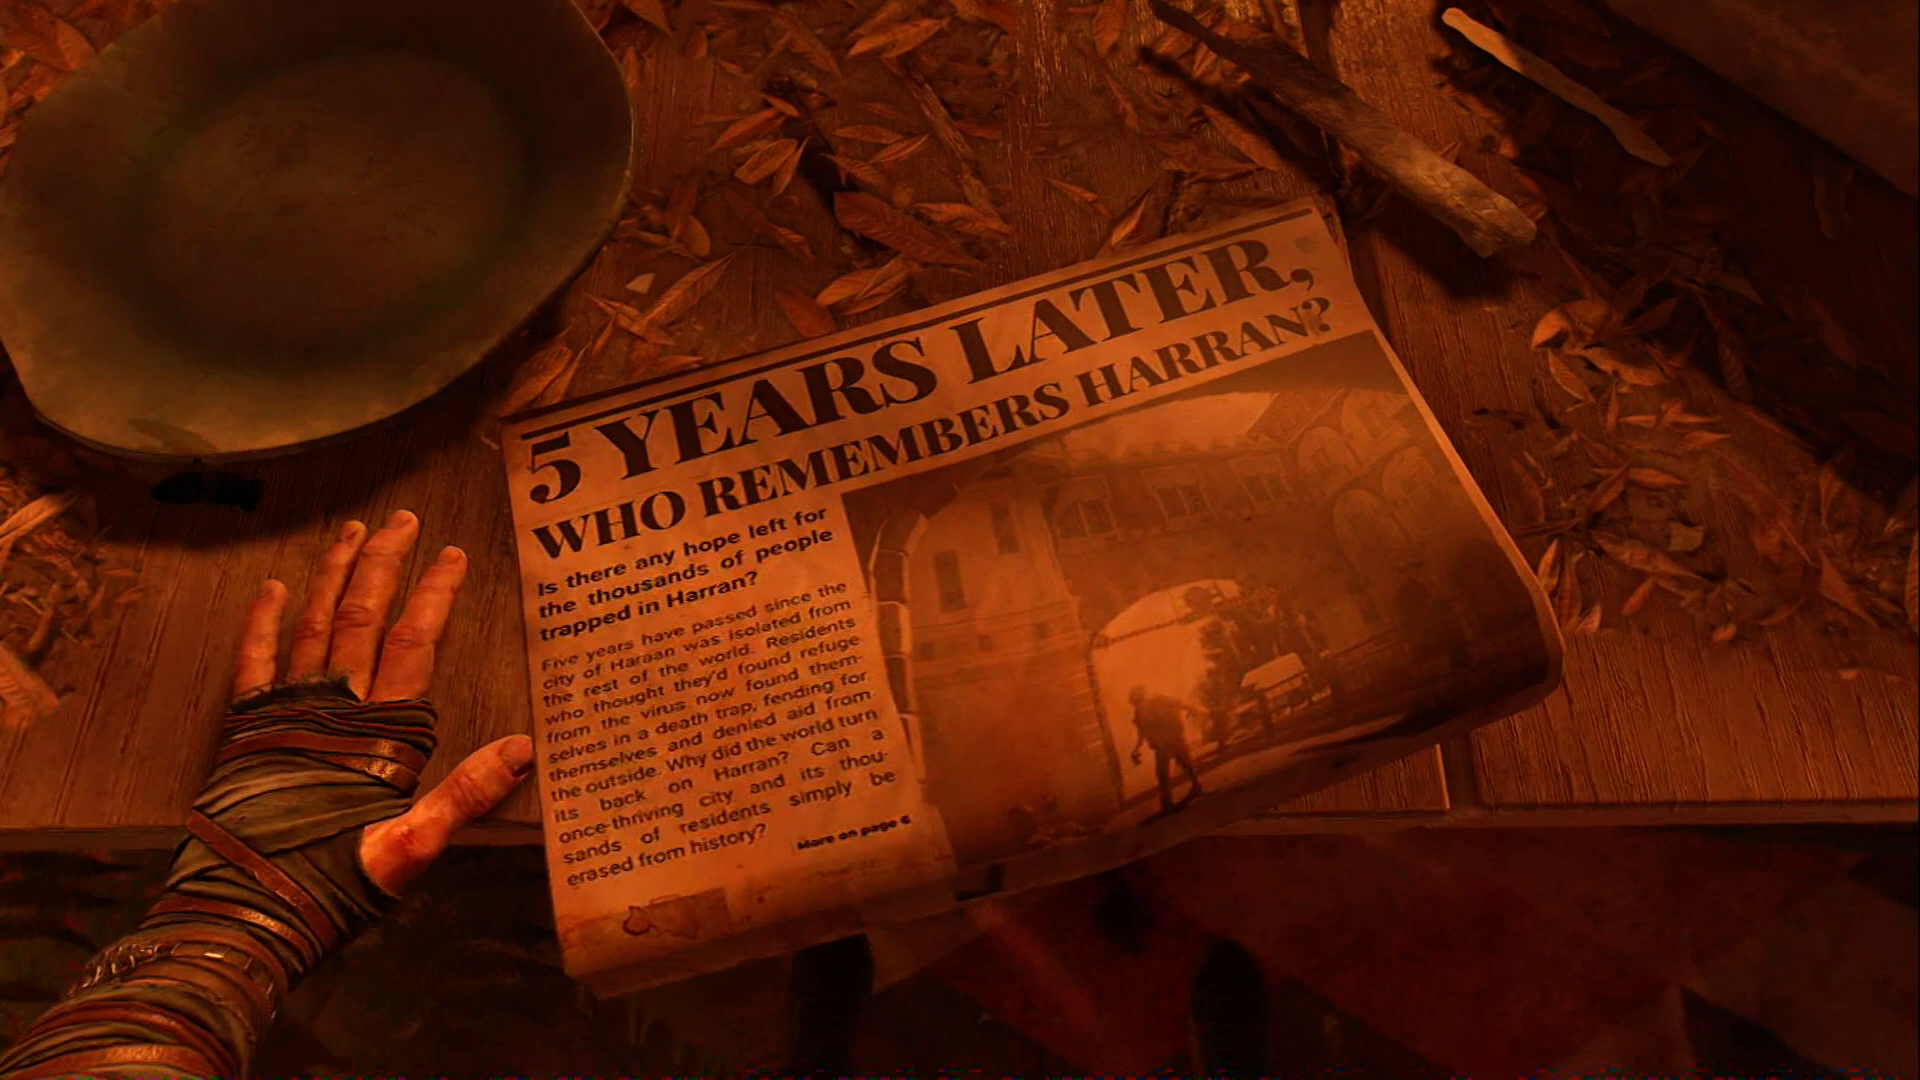 5 YEARS LATER,
WHO REMEMBERS HARRAN?
Is there any hope left for
the thousands of people
trapped in Harran?
Five years have passed since the
city of Haraan was isolated from
the rest of the world. Residents
who thought they'd found refuge
from the virus now found them-
selves in a death trap, fending for
themselves and denied aid from
the outside. Why did the world turn
its back on Harran? Can a
once-thriving city and its thou-
sands of residents simply be
erased from history?
More on page 6